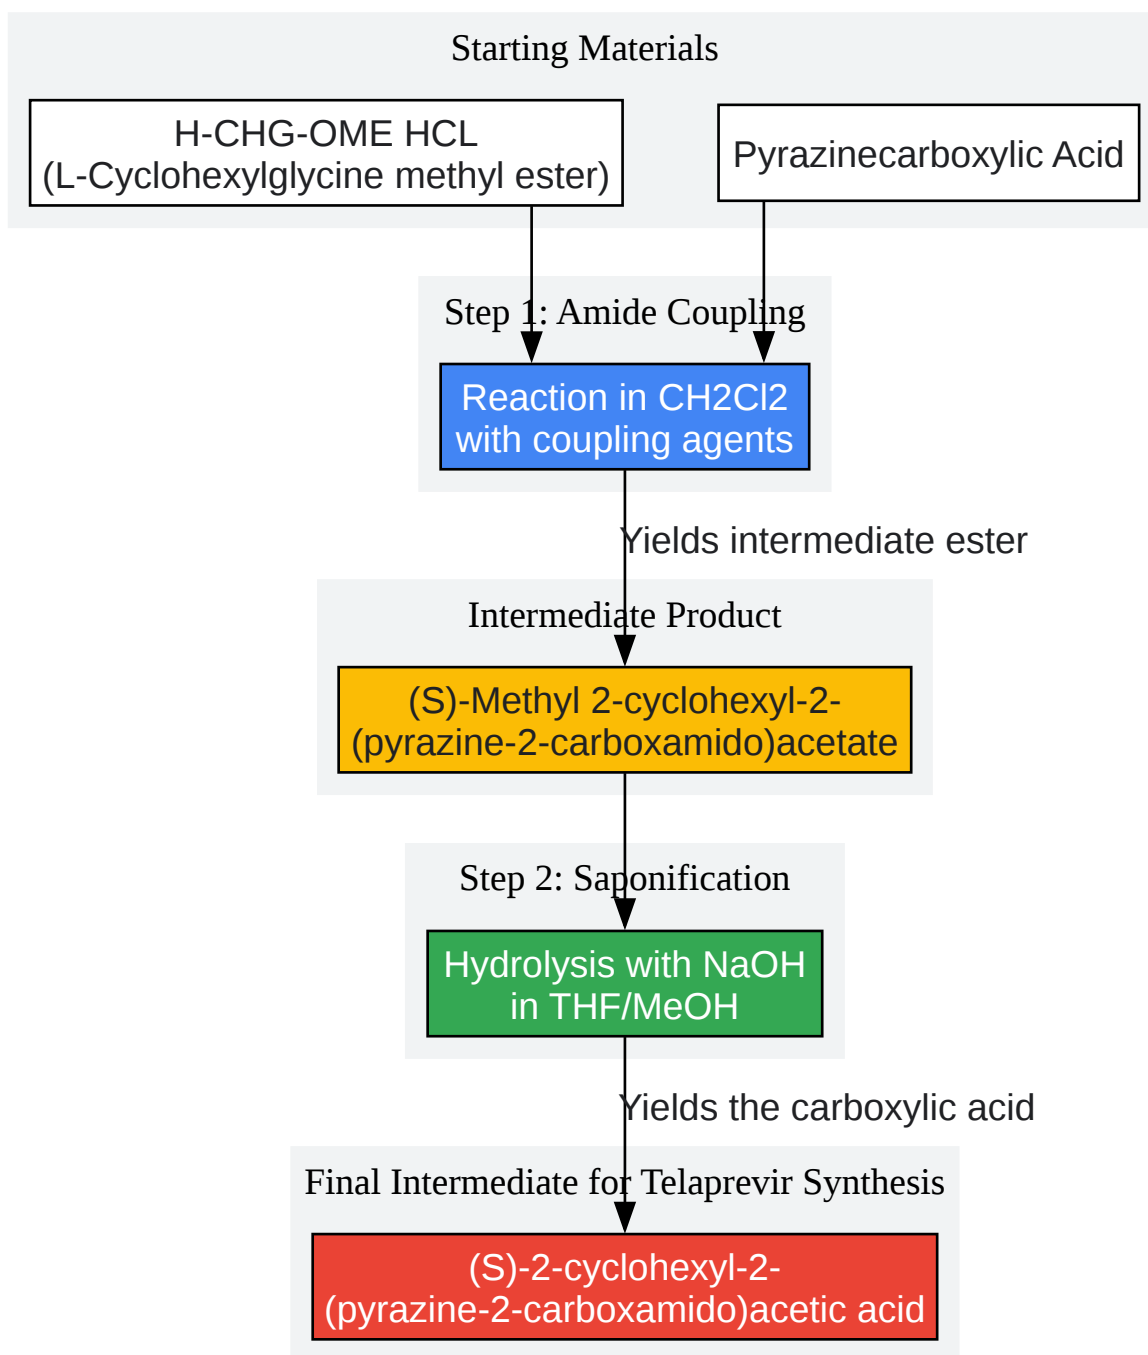 Starting Materials
H-CHG-OME HCL
(L-Cyclohexylglycine methyl ester)
Pyrazinecarboxylic Acid
Step 1: Amide Coupling
Reaction in CH2Cl2
with coupling agents
Yields intermediate ester
Intermediate Product
(S)-Methyl 2-cyclohexyl-2-
(pyrazine-2-carboxamido)acetate
Step 2: Saponification
Hydrolysis with NaOH
in THF/MeOH
Yields the carboxylic acid
Final Intermediate for Telaprevir Synthesis
(S)-2-cyclohexyl-2-
(pyrazine-2-carboxamido)acetic acid